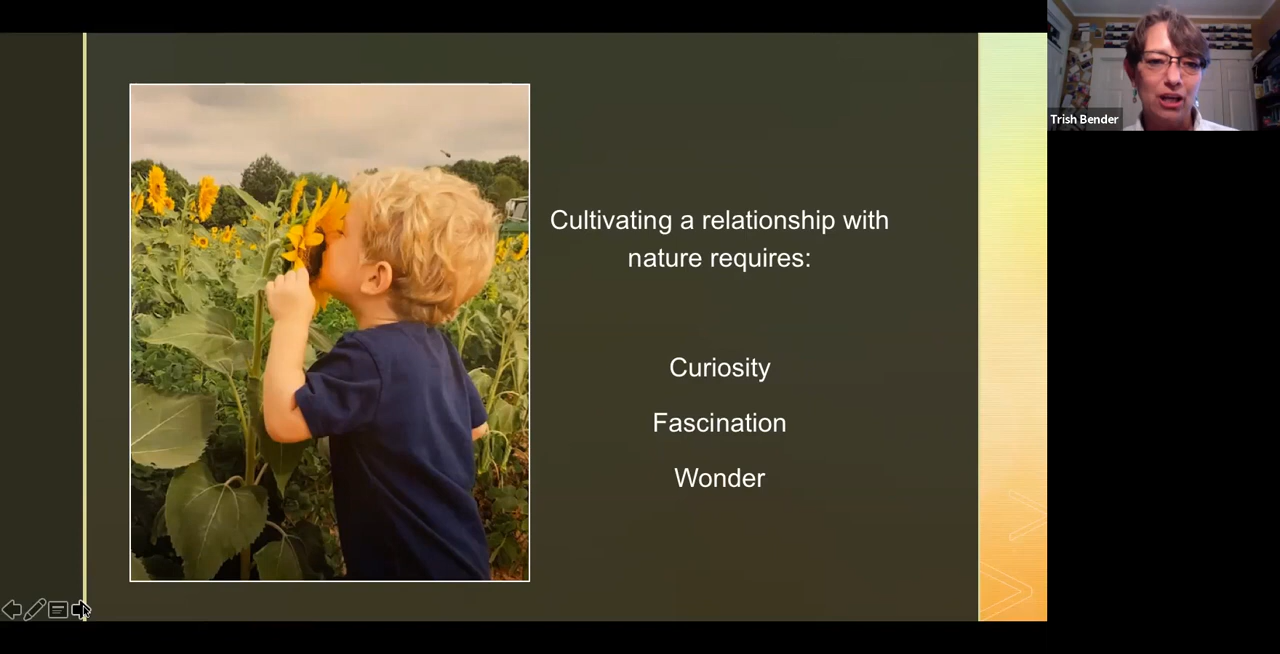 Cultivating a relationship with
nature requires:
Curiosity
Fascination
Wonder
Trish Bender